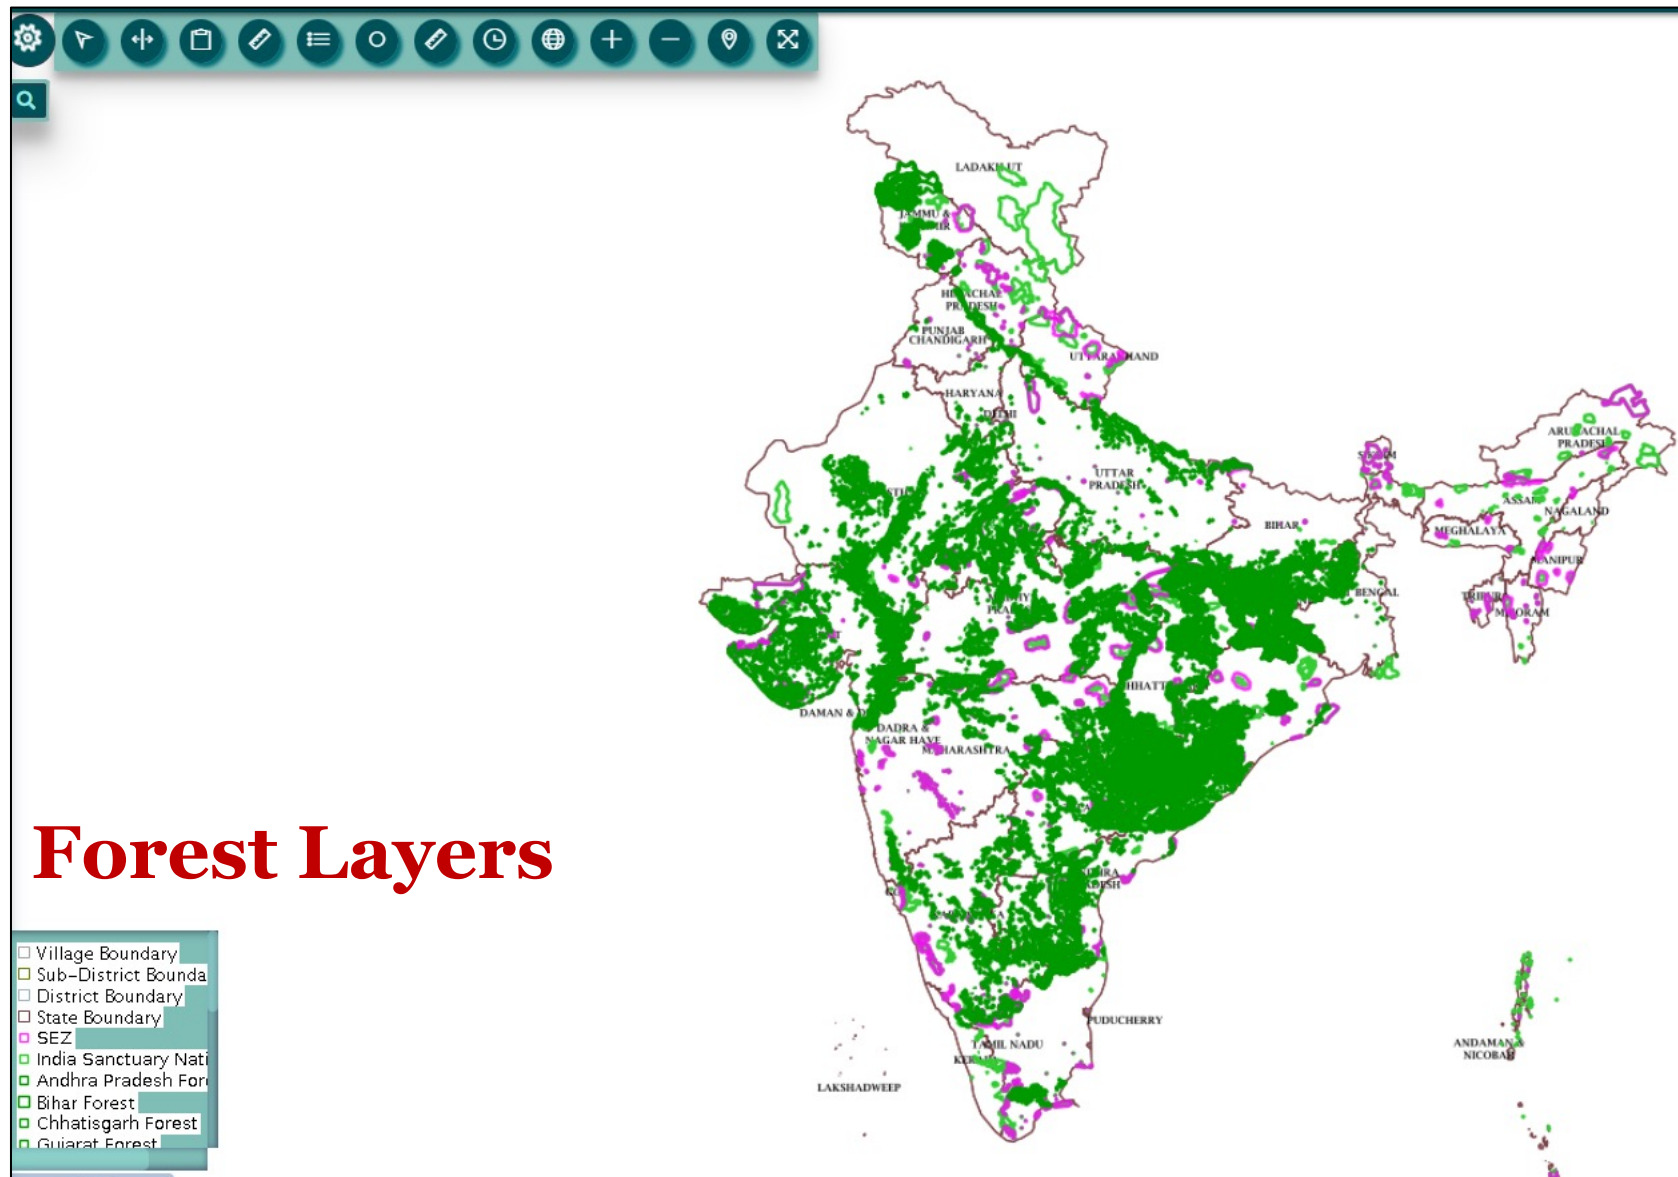 LADAKH UT
JAMMU &
HIMACHAL
PRADESH
PUNJAB
CHANDIGARH
UTTARAKHAND
HARYANA
ARUNACHAL
PRADESH
UTTAR
PRADESH
ASSAM
NAGALAND
BIHAR
MEGHALAYA
MANIPUR
BENGAL
TRIPURA
MIZORAM
DAMAN & D
DADRA &
NAGAR HAVE
MAHARASHTRA
Forest Layers
PUDUCHERRY
TAMIL NADU
ANDAMAN &
NICOBAR
LAKSHADWEEP
Village Boundary
Sub-District Bounda
District Boundary
State Boundary
SEZ
India Sanctuary Nati
Andhra Pradesh For
Bihar Forest
Chhatisgarh Forest
Gujarat Forest